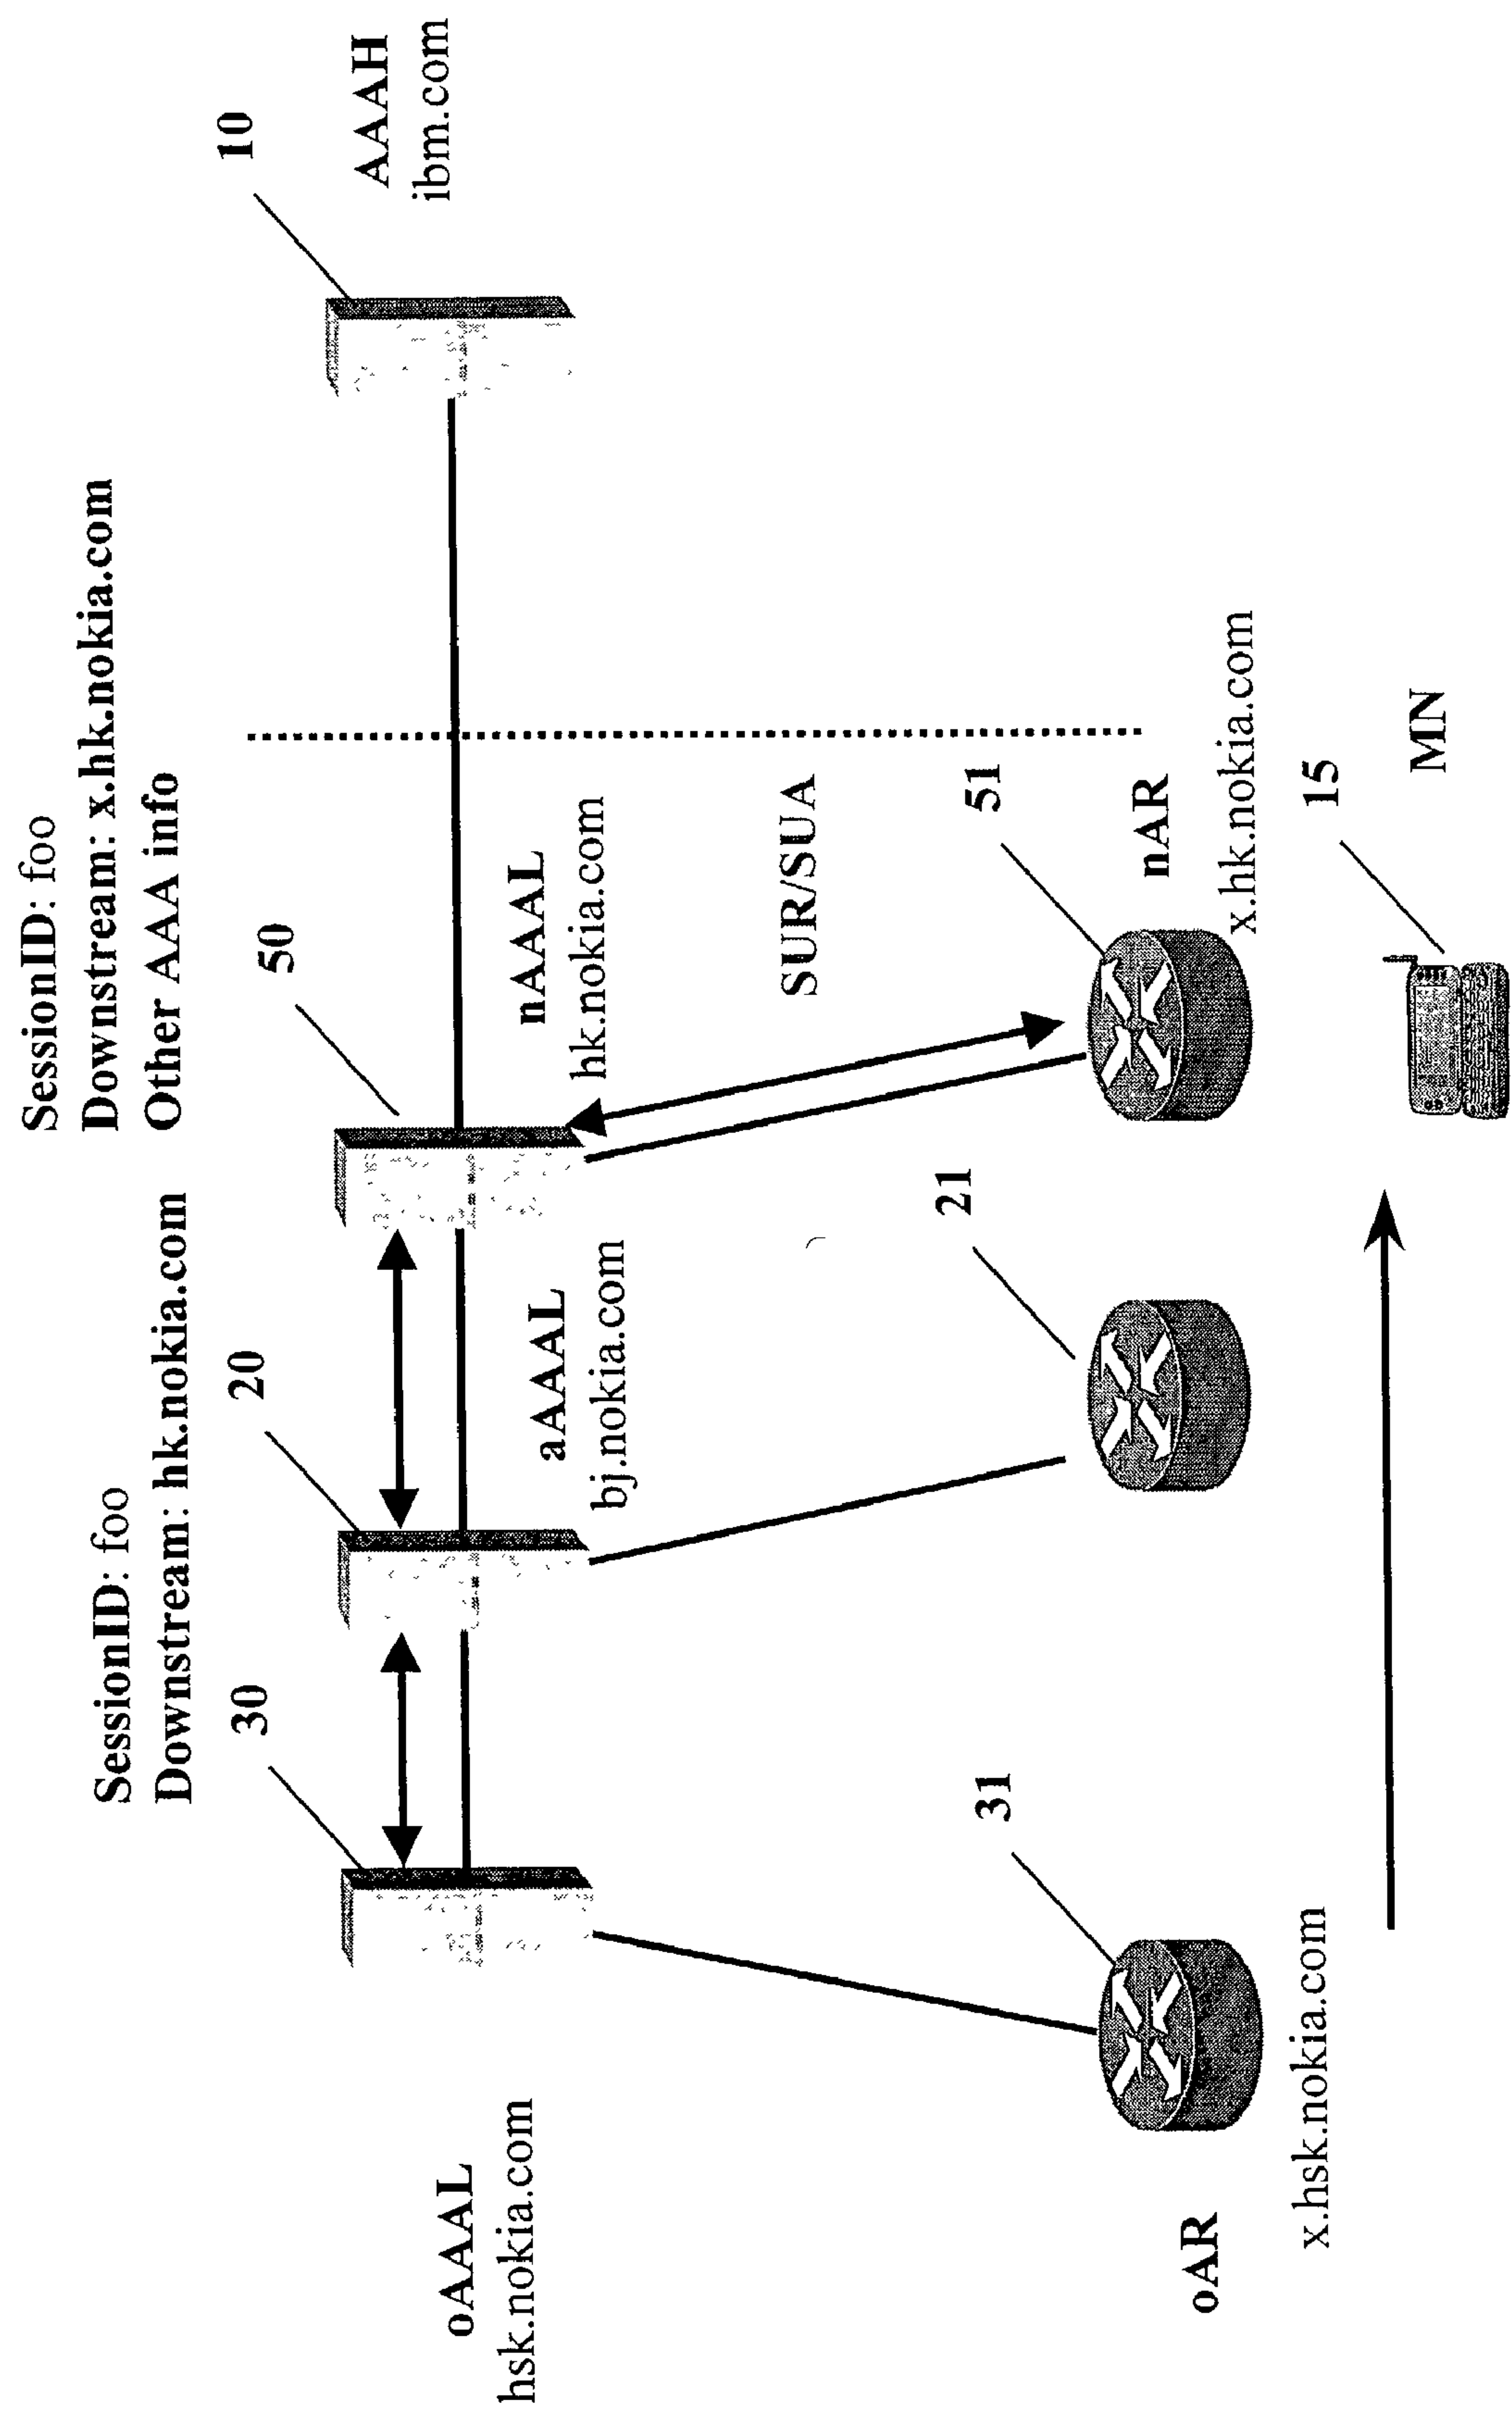 SessionID: foo
Downstream: x.hk.nokia.com
Other AAA info
SessionID: foo
Downstream: hk.nokia.com
10
AAAH
ibm.com
50
20
30
nAAAL
hk.nokia.com
aAAAL
bj.nokia.com
oAAAL
hsk.nokia.com
SUR/SUA
51
21
31
nAR
x.hk.nokia.com
oAR
x.hsk.nokia.com
15
MN